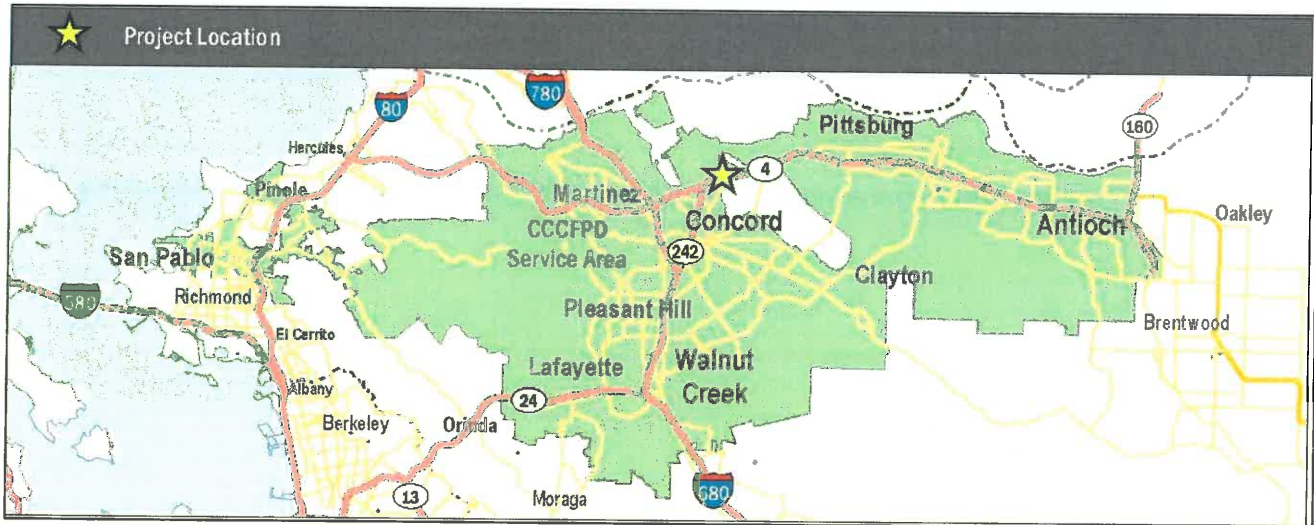 Project Location
80
780
160
Hercules
Pittsburg
Pinole
4
Martinez
Concord
Antioch
Oakley
CCCFPD
Service Area
242
San Pablo
Clayton
Richmond
580
Pleasant Hill
Brentwood
El Cerrito
Lafayette
Walnut
Creek
Albany
24
Berkeley
Orinda
680
13
Moraga